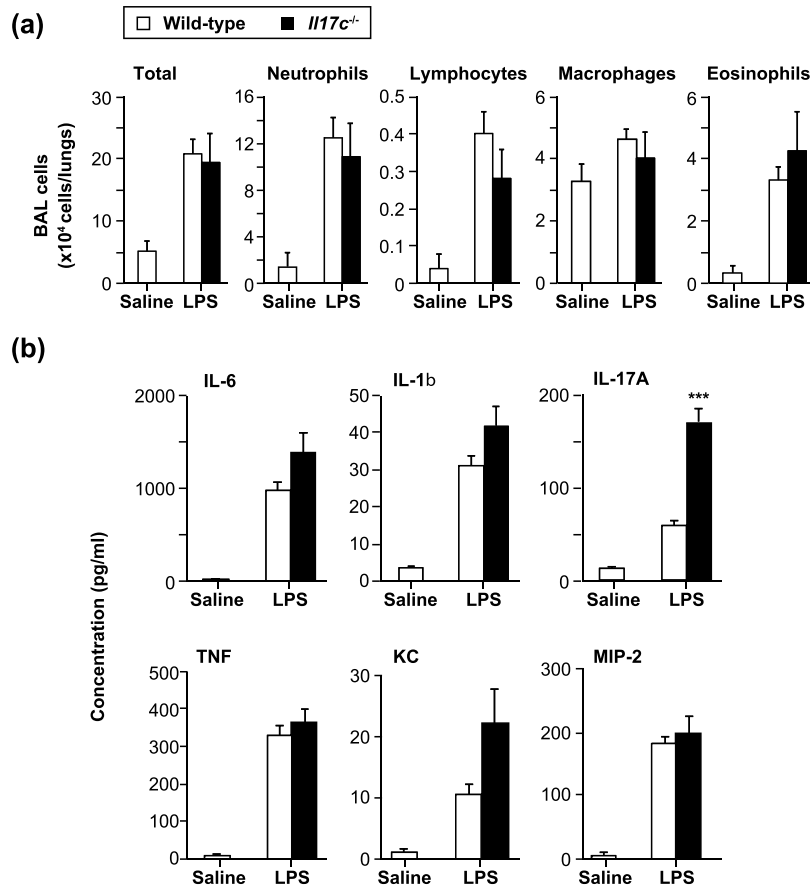 (a)
Wild-type Il17c-/-
Total Neutrophils Lymphocytes Macrophages Eosinophils
BAL cells
(x10⁴ cells/lungs)
30 20 10 0
16 12 8 4 2 0
0.5 0.4 0.3 0.2 0.1 0
6 4 2 0
6 4 2 0
Saline LPS Saline LPS Saline LPS Saline LPS Saline LPS
(b)
Concentration (pg/ml)
IL-6 IL-1b IL-17A
2000 1000 0
50 40 30 20 10 0
200 100 0
***
Saline LPS Saline LPS Saline LPS
TNF KC MIP-2
500 400 300 200 100 0
30 20 10 0
300 200 100 0
Saline LPS Saline LPS Saline LPS